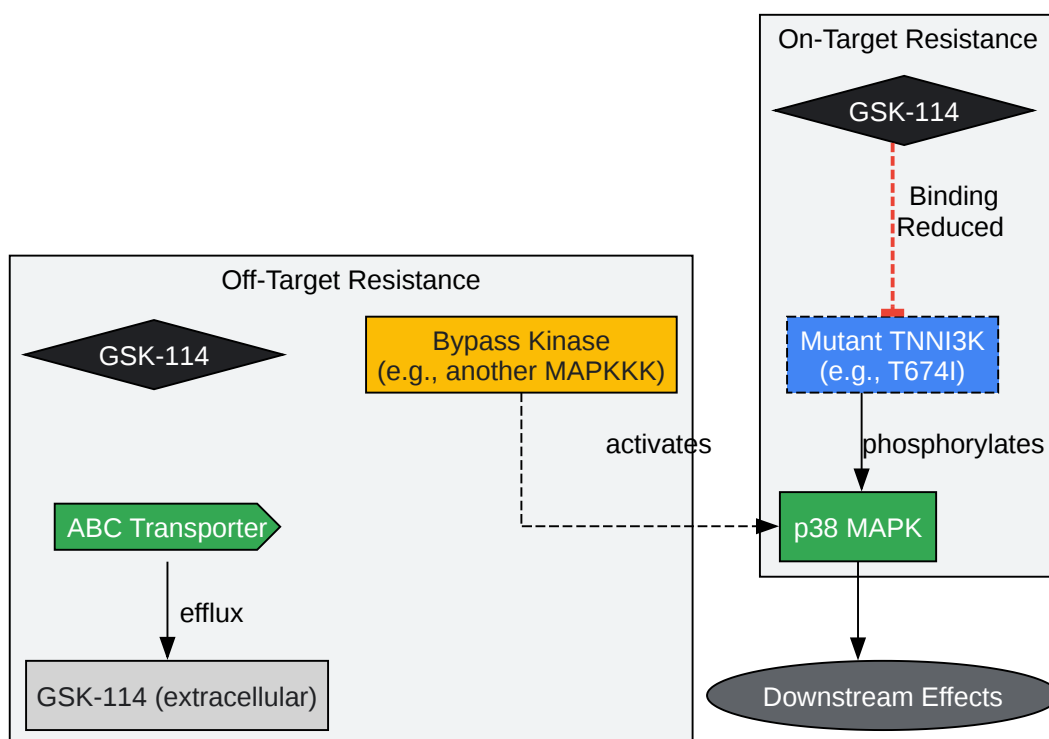 On-Target Resistance
GSK-114
Binding
Reduced
Off-Target Resistance
GSK-114
Bypass Kinase
(e.g., another MAPKKK)
Mutant TNNI3K
(e.g., T674I)
activates
phosphorylates
ABC Transporter
p38 MAPK
efflux
GSK-114 (extracellular)
Downstream Effects